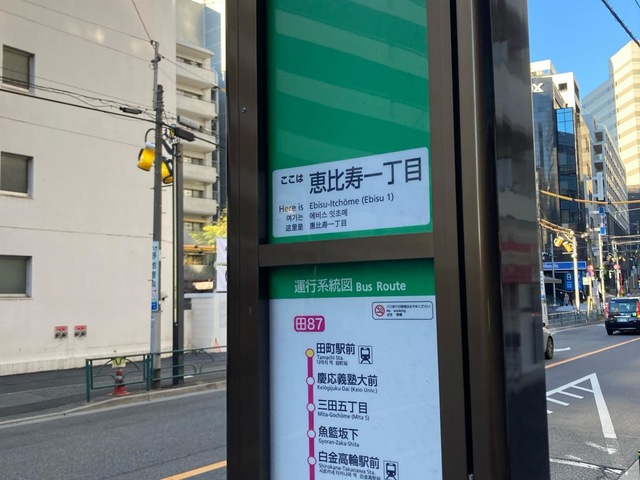 ここは 恵比寿一丁目
Here is Ebisu-Itchōme (Ebisu 1)
여기는 에비스 잇초메
这里是 惠比寿一丁目
運行系統図 Bus Route
No smoking
田87
田町駅前
Tamachi Sta.
慶応義塾大前
Keiōgijuku-Dai (Keio Univ.)
三田五丁目
Mita-Gochōme (Mita 5)
魚籃坂下
Gyoran-Zaka-Shita
白金高輪駅前
Shirokane-Takanawa Sta.